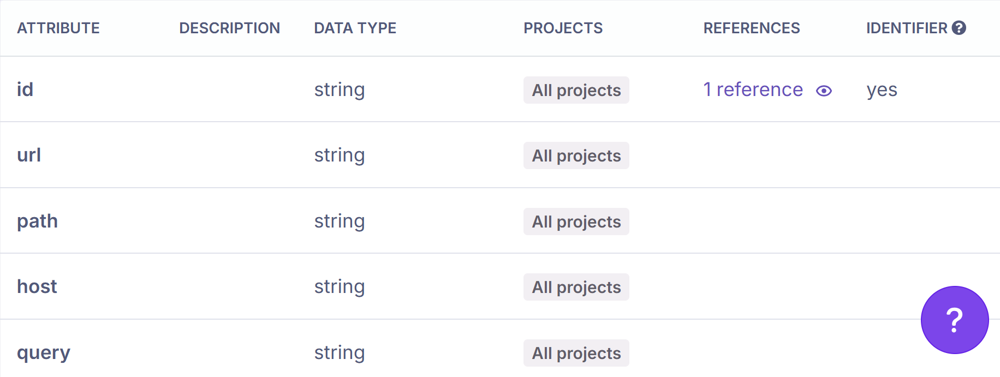 ATTRIBUTE DESCRIPTION DATA TYPE PROJECTS REFERENCES IDENTIFIER ?
id string All projects 1 reference yes
url string All projects
path string All projects
host string All projects
?
query string All projects